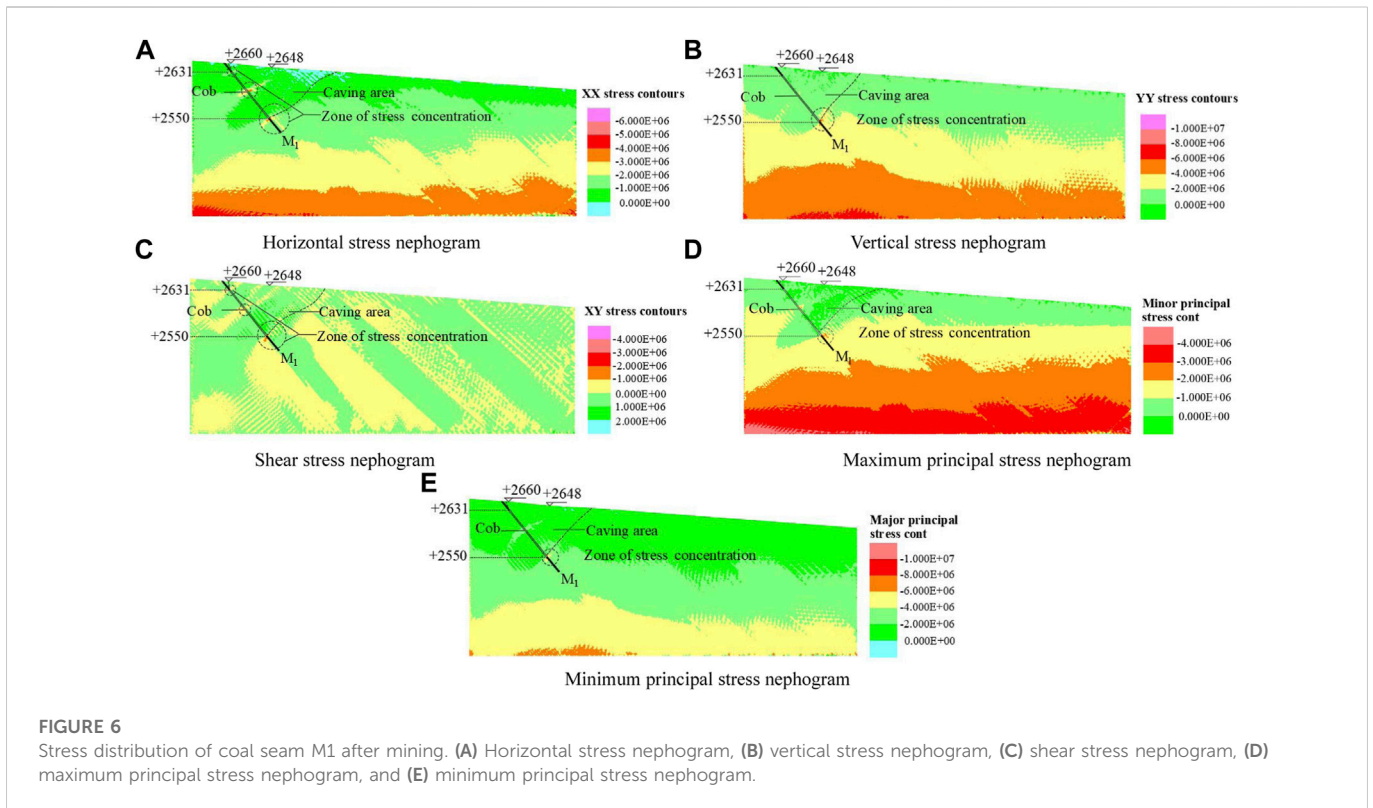 A
+2660
+2648
+2631
Cob
Caving area
+2550
Zone of stress concentration
M1
XX stress contours
-6.000E+06
-5.000E+06
-4.000E+06
-3.000E+06
-2.000E+06
-1.000E+06
0.000E+00
Horizontal stress nephogram
B
+2660
+2648
+2631
Cob
Caving area
+2550
Zone of stress concentration
M1
YY stress contours
-1.000E+07
-8.000E+06
-6.000E+06
-4.000E+06
-2.000E+06
0.000E+00
Vertical stress nephogram
C
+2660
+2648
+2631
Cob
Caving area
+2550
Zone of stress concentration
M1
XY stress contours
-4.000E+06
-3.000E+06
-2.000E+06
-1.000E+06
0.000E+00
1.000E+06
2.000E+06
Shear stress nephogram
D
+2660
+2648
+2631
Cob
Caving area
+2550
Zone of stress concentration
M1
Minor principal
stress cont
-4.000E+06
-3.000E+06
-2.000E+06
-1.000E+06
0.000E+00
Maximum principal stress nephogram
E
+2660
+2648
+2631
Cob
Caving area
+2550
Zone of stress concentration
M1
Major principal
stress cont
-1.000E+07
-8.000E+06
-6.000E+06
-4.000E+06
-2.000E+06
0.000E+00
Minimum principal stress nephogram
FIGURE 6
Stress distribution of coal seam M1 after mining. (A) Horizontal stress nephogram, (B) vertical stress nephogram, (C) shear stress nephogram, (D)
maximum principal stress nephogram, and (E) minimum principal stress nephogram.